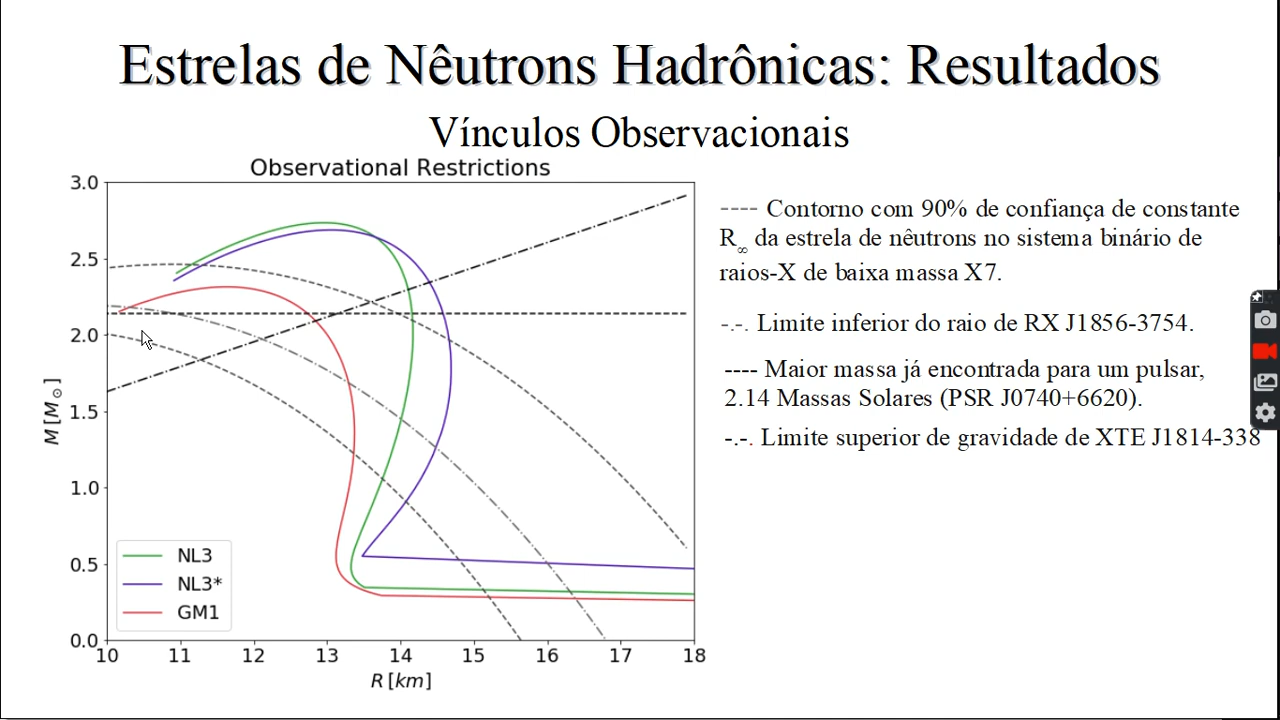 Estrelas de Nêutrons Hadrônicas: Resultados
Vínculos Observacionais
Observational Restrictions
3.0
2.5
2.0
1.5
1.0
0.5
0.0
M [M⊙]
10 11 12 13 14 15 16 17 18
R [km]
NL3
NL3*
GM1
---- Contorno com 90% de confiança de constante
R∞ da estrela de nêutrons no sistema binário de
raios-X de baixa massa X7.
-.-. Limite inferior do raio de RX J1856-3754.
---- Maior massa já encontrada para um pulsar,
2.14 Massas Solares (PSR J0740+6620).
-.-. Limite superior de gravidade de XTE J1814-338